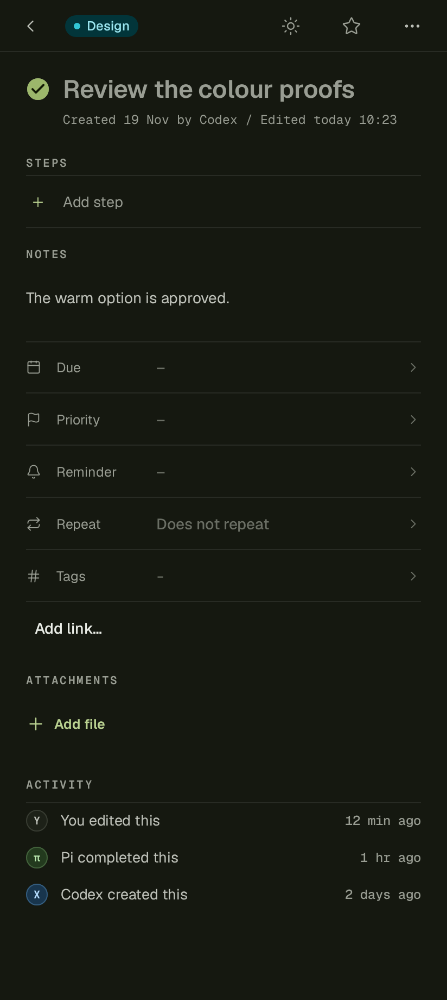 Design
Review the colour proofs
Created 19 Nov by Codex / Edited today 10:23
STEPS
+ Add step
NOTES
The warm option is approved.
Due –
Priority –
Reminder –
Repeat Does not repeat
Tags -
Add link…
ATTACHMENTS
+ Add file
ACTIVITY
Y You edited this 12 min ago
π Pi completed this 1 hr ago
X Codex created this 2 days ago